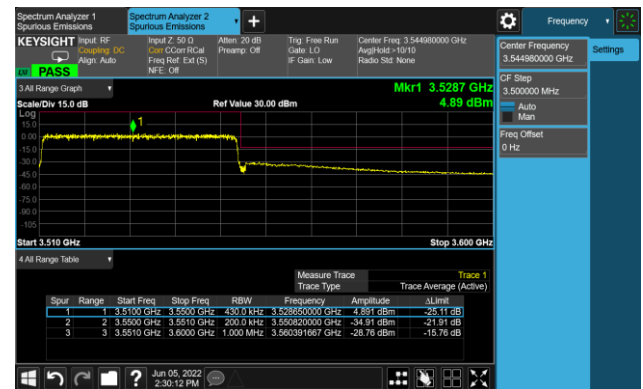 Spectrum Analyzer 1
Spurious Emissions
Spectrum Analyzer 2
Spurious Emissions
Frequency
KEYSIGHT Input: RF
Coupling: DC
Align: Auto
Input Z: 50 Ω
Corr CCorr RCal
Freq Ref: Ext (S)
NFE: Off
Atten: 20 dB
Preamp: Off
Trig: Free Run
Gate: LO
IF Gain: Low
Center Freq: 3.544980000 GHz
Avg|Hold:>10/10
Radio Std: None
PASS
Center Frequency
3.544980000 GHz
Settings
CF Step
3.500000 MHz
Auto
Man
Freq Offset
0 Hz
3 All Range Graph
Mkr1 3.5287 GHz
Scale/Div 15.0 dB Ref Value 30.00 dBm 4.89 dBm
Log
1
15.0
0.00
-15.0
-30.0
-45.0
-60.0
-75.0
-90.0
-105
Start 3.510 GHz Stop 3.600 GHz
4 All Range Table
Measure Trace Trace 1
Trace Type Trace Average (Active)
Spur Range Start Freq Stop Freq RBW Frequency Amplitude ΔLimit
1 1 3.5100 GHz 3.5500 GHz 430.0 kHz 3.528650000 GHz 4.891 dBm -25.11 dB
2 2 3.5500 GHz 3.5510 GHz 200.0 kHz 3.550820000 GHz -34.91 dBm -21.91 dB
3 3 3.5510 GHz 3.6000 GHz 1.000 MHz 3.560391667 GHz -28.76 dBm -15.76 dB
? Jun 05, 2022
2:30:12 PM